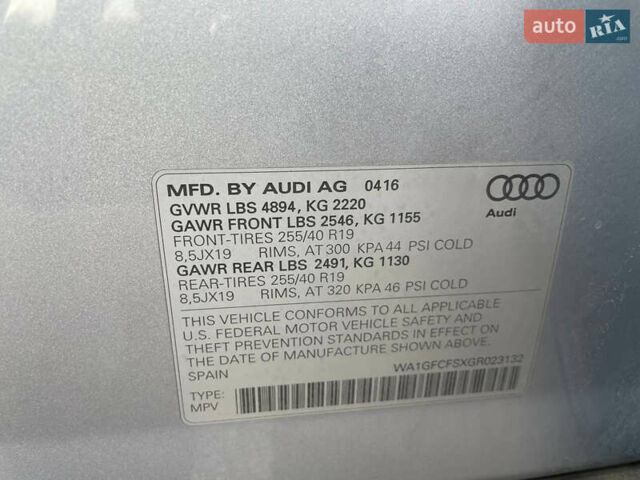 auto RIA
.com
MFD. BY AUDI AG 0416
GVWR LBS 4894, KG 2220
GAWR FRONT LBS 2546, KG 1155
FRONT-TIRES 255/40 R19
8,5JX19 RIMS, AT 300 KPA 44 PSI COLD
GAWR REAR LBS 2491, KG 1130
REAR-TIRES 255/40 R19
8,5JX19 RIMS, AT 320 KPA 46 PSI COLD
Audi
THIS VEHICLE CONFORMS TO ALL APPLICABLE
U.S. FEDERAL MOTOR VEHICLE SAFETY AND
THEFT PREVENTION STANDARDS IN EFFECT ON
THE DATE OF MANUFACTURE SHOWN ABOVE.
SPAIN
WA1GFCFSXGR023132
TYPE:
MPV